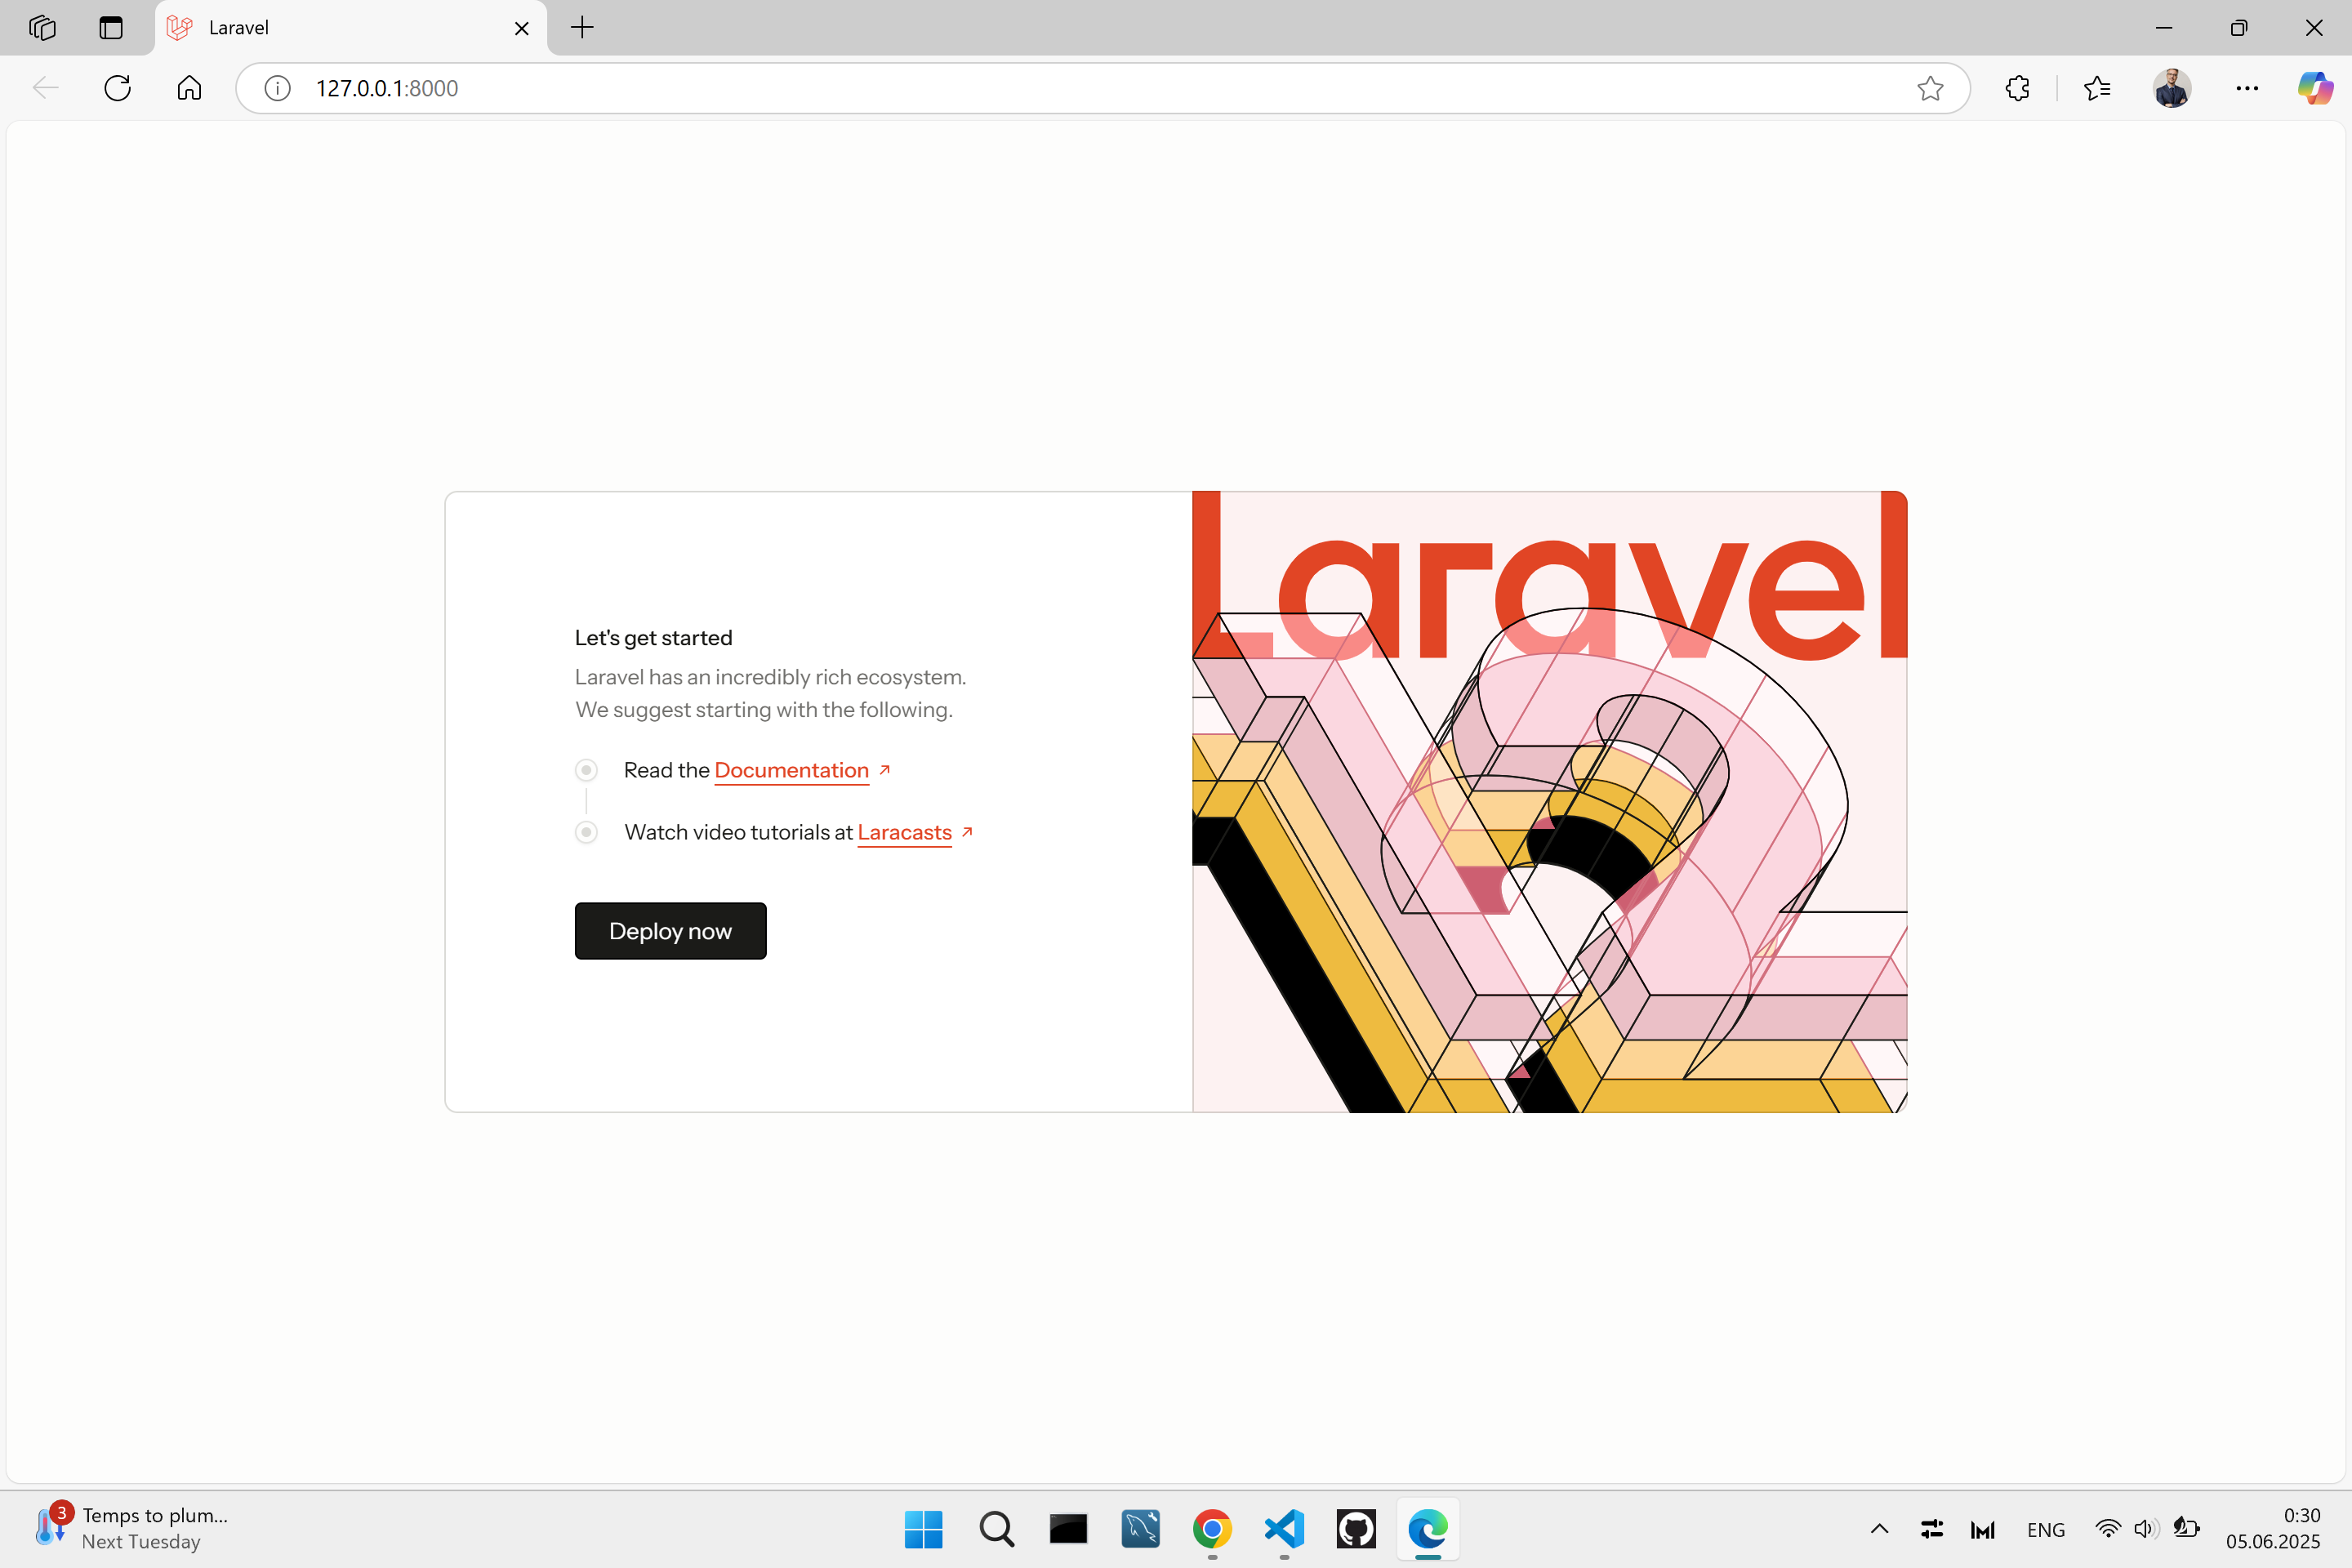 Laravel
127.0.0.1:8000
Let's get started
Laravel has an incredibly rich ecosystem.
We suggest starting with the following.
Read the Documentation
Watch video tutorials at Laracasts
Deploy now
Laravel
3
Temps to plum...
Next Tuesday
ENG
0:30
05.06.2025